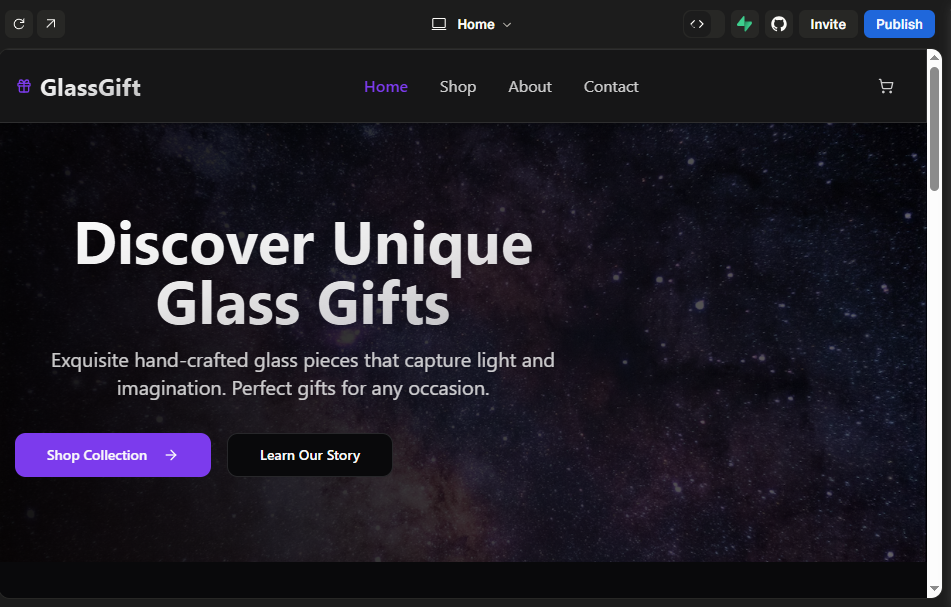 Home
Invite
Publish
GlassGift
Home
Shop
About
Contact
Discover Unique
Glass Gifts
Exquisite hand-crafted glass pieces that capture light and
imagination. Perfect gifts for any occasion.
Shop Collection
Learn Our Story